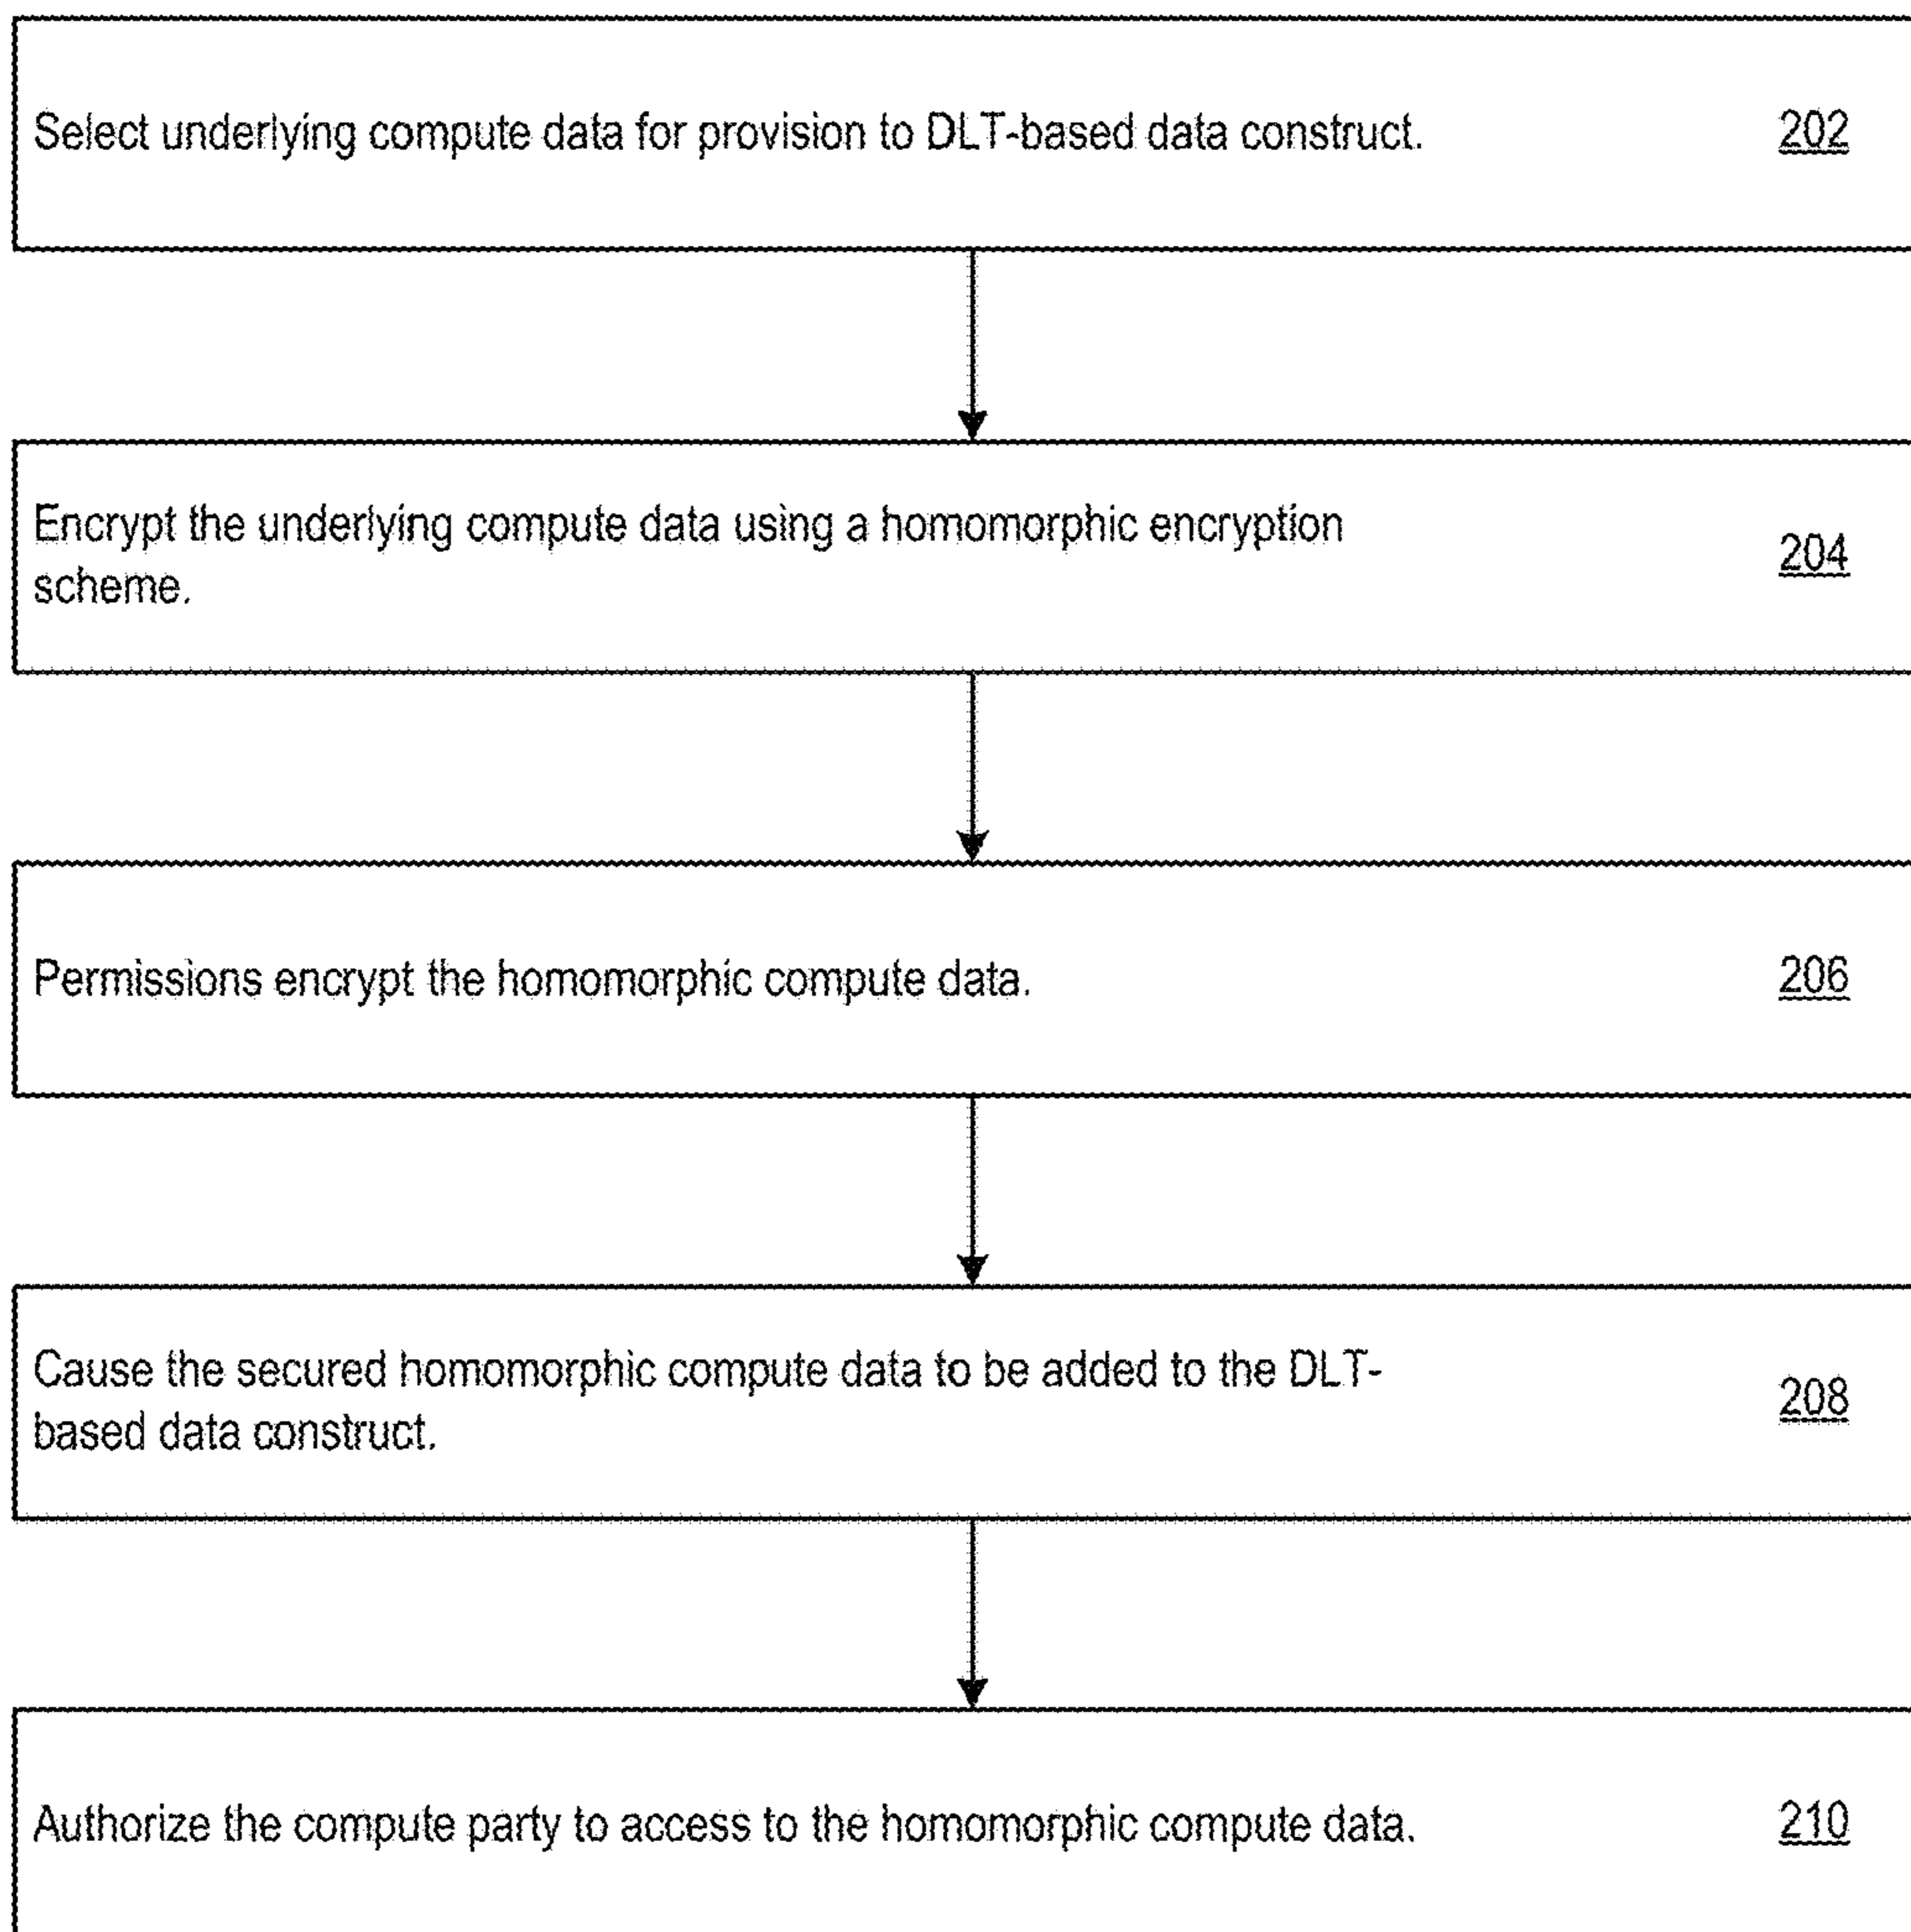 Select underlying compute data for provision to DLT-based data construct. 202
Encrypt the underlying compute data using a homomorphic encryption
scheme. 204
Permissions encrypt the homomorphic compute data. 206
Cause the secured homomorphic compute data to be added to the DLT-
based data construct. 208
Authorize the compute party to access to the homomorphic compute data. 210